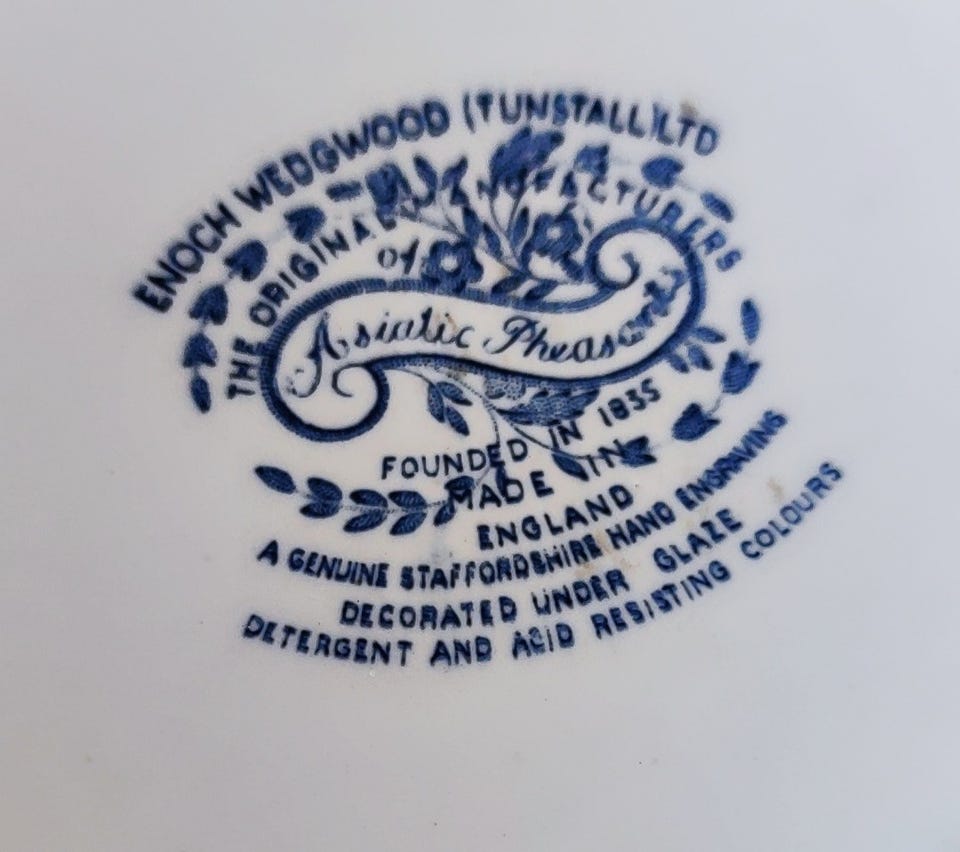 ENOCH WEDGWOOD (TUNSTALL) LTD
THE ORIGINAL MANUFACTURERS
of
Asiatic Pheasants
FOUNDED IN 1835
MADE IN
ENGLAND
A GENUINE STAFFORDSHIRE HAND ENGRAVINGS
DECORATED UNDER GLAZE
DETERGENT AND ACID RESISTING COLOURS